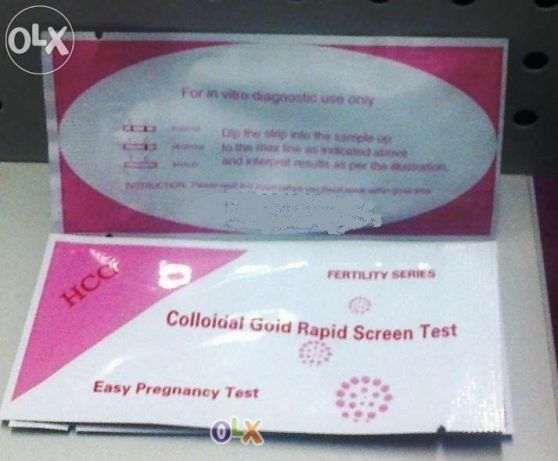 OLX
For in vitro diagnostic use only
Dip the strip into the sample up
to the max line as indicated above
and interpret results as per the illustration.
INSTRUCTION:
HCG
FERTILITY SERIES
Colloidal Gold Rapid Screen Test
Easy Pregnancy Test
OLX